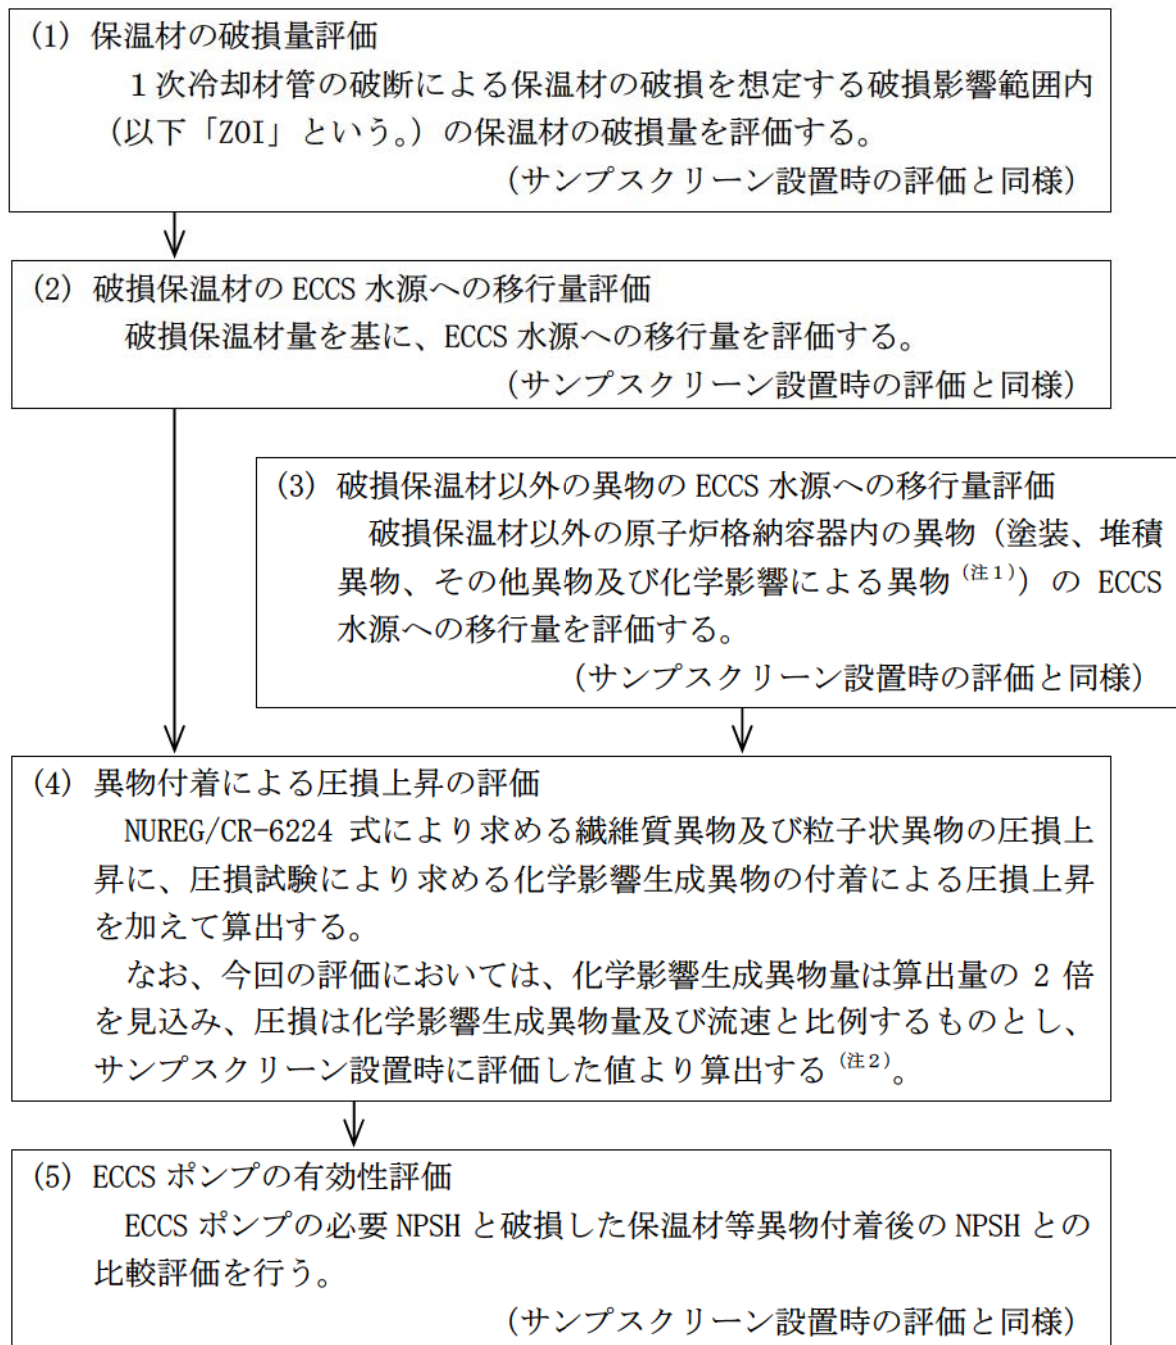 (1) 保温材の破損量評価
１次冷却材管の破断による保温材の破損を想定する破損影響範囲内
（以下「ZOI」という。）の保温材の破損量を評価する。
（サンプスクリーン設置時の評価と同様）
(2) 破損保温材の ECCS 水源への移行量評価
破損保温材量を基に、ECCS 水源への移行量を評価する。
（サンプスクリーン設置時の評価と同様）
(3) 破損保温材以外の異物の ECCS 水源への移行量評価
破損保温材以外の原子炉格納容器内の異物（塗装、堆積
異物、その他異物及び化学影響による異物（注１））の ECCS
水源への移行量を評価する。
（サンプスクリーン設置時の評価と同様）
(4) 異物付着による圧損上昇の評価
NUREG/CR-6224 式により求める繊維質異物及び粒子状異物の圧損上
昇に、圧損試験により求める化学影響生成異物の付着による圧損上昇
を加えて算出する。
なお、今回の評価においては、化学影響生成異物量は算出量の 2 倍
を見込み、圧損は化学影響生成異物量及び流速と比例するものとし、
サンプスクリーン設置時に評価した値より算出する（注２）。
(5) ECCS ポンプの有効性評価
ECCS ポンプの必要 NPSH と破損した保温材等異物付着後の NPSH との
比較評価を行う。
（サンプスクリーン設置時の評価と同様）